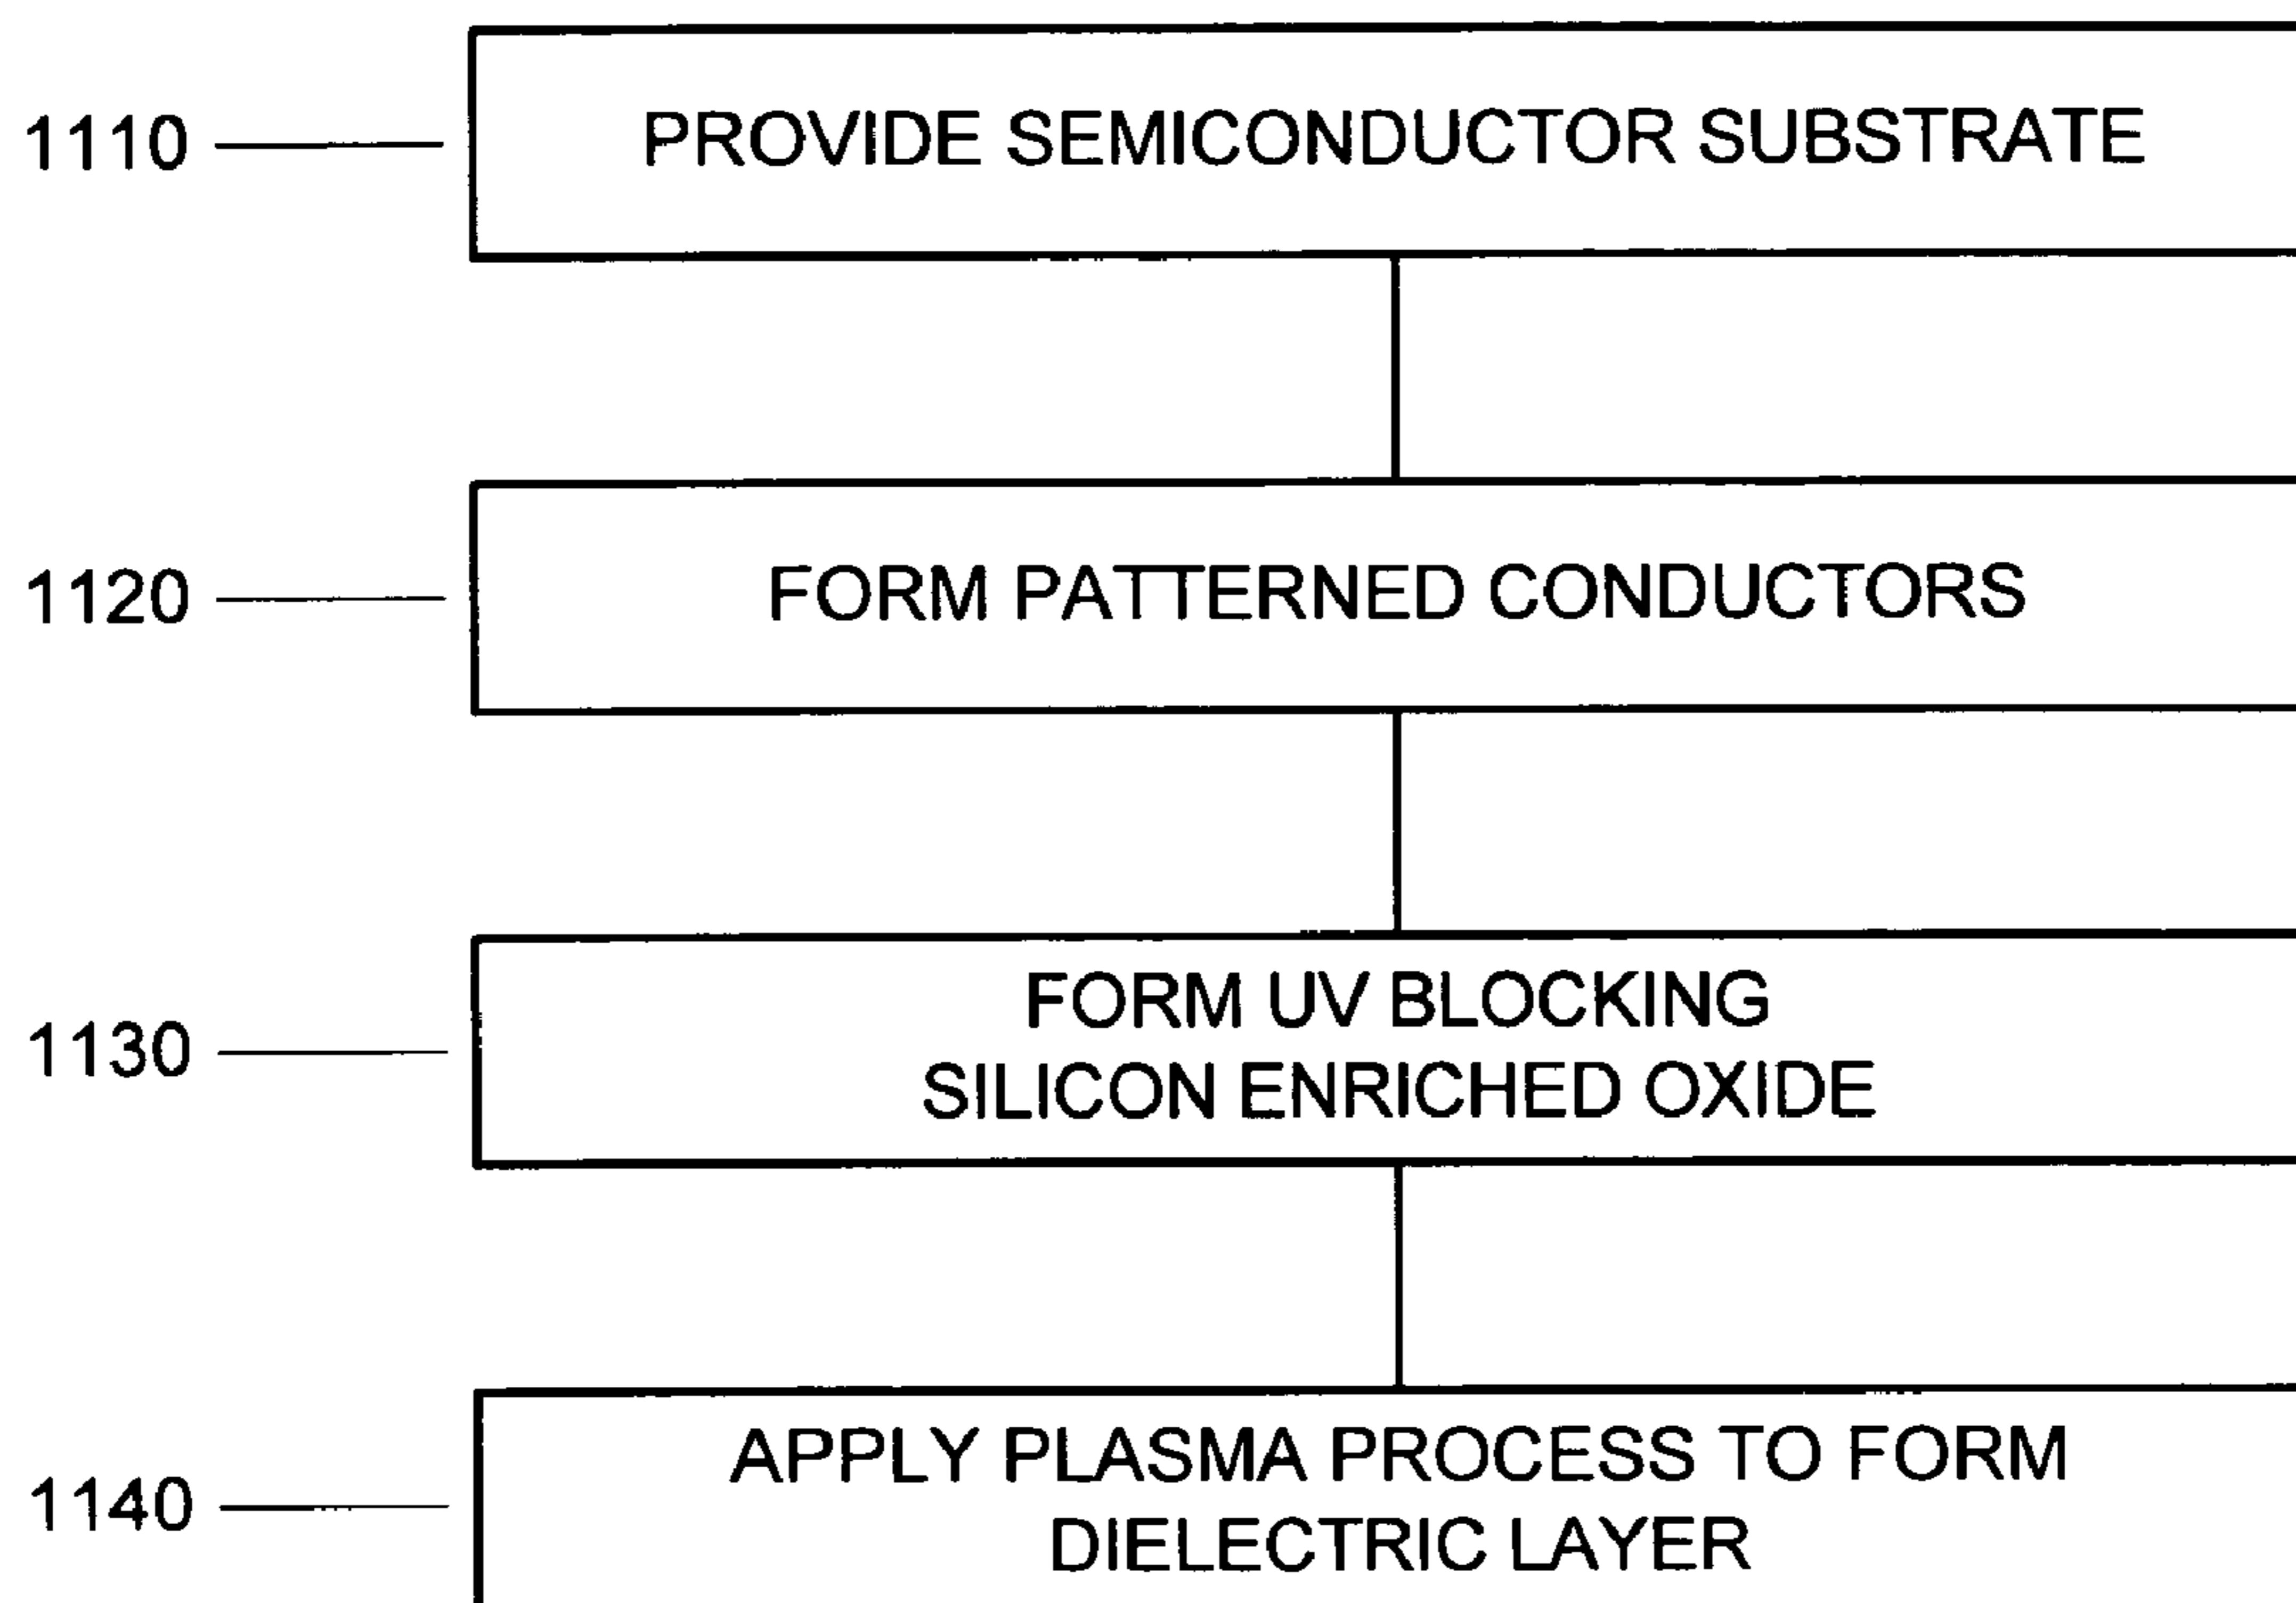 1110 PROVIDE SEMICONDUCTOR SUBSTRATE
1120 FORM PATTERNED CONDUCTORS
FORM UV BLOCKING
1130
SILICON ENRICHED OXIDE
APPLY PLASMA PROCESS TO FORM
1140
DIELECTRIC LAYER